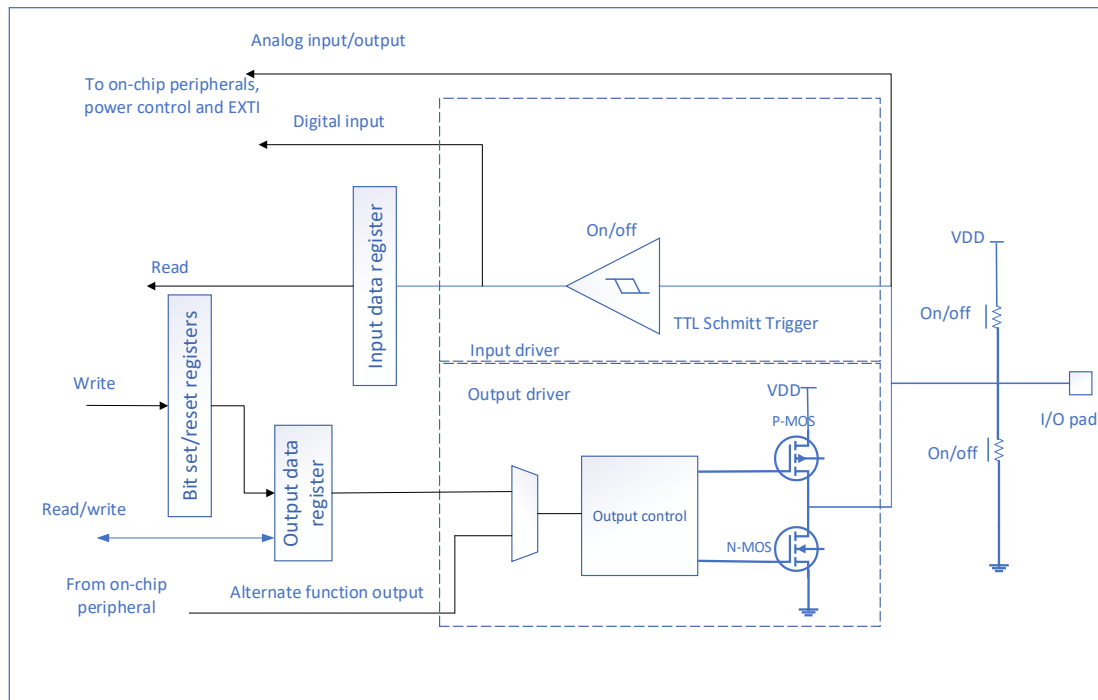 Analog input/output
To on-chip peripherals,
power control and EXTI
Digital input
On/off
Input data register
Read
TTL Schmitt Trigger
VDD
On/off
Input driver
Bit set/reset registers
Write
Output driver
VDD
P-MOS
I/O pad
On/off
Output data
register
Read/write
Output control
N-MOS
From on-chip
peripheral
Alternate function output